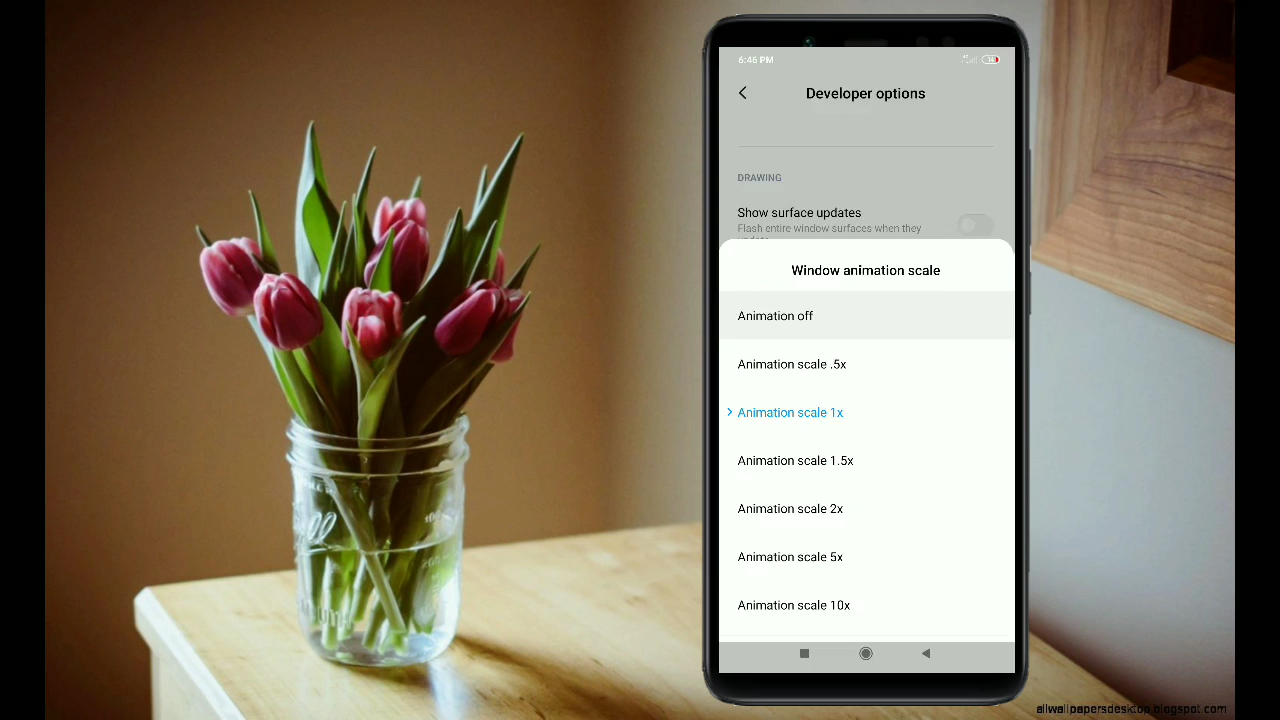 6:46 PM
Developer options
DRAWING
Show surface updates
Flash entire window surfaces when they
Window animation scale
Animation off
Animation scale .5x
Animation scale 1x
Animation scale 1.5x
Animation scale 2x
Animation scale 5x
Animation scale 10x
allwallpapersdesktop.blogspot.com